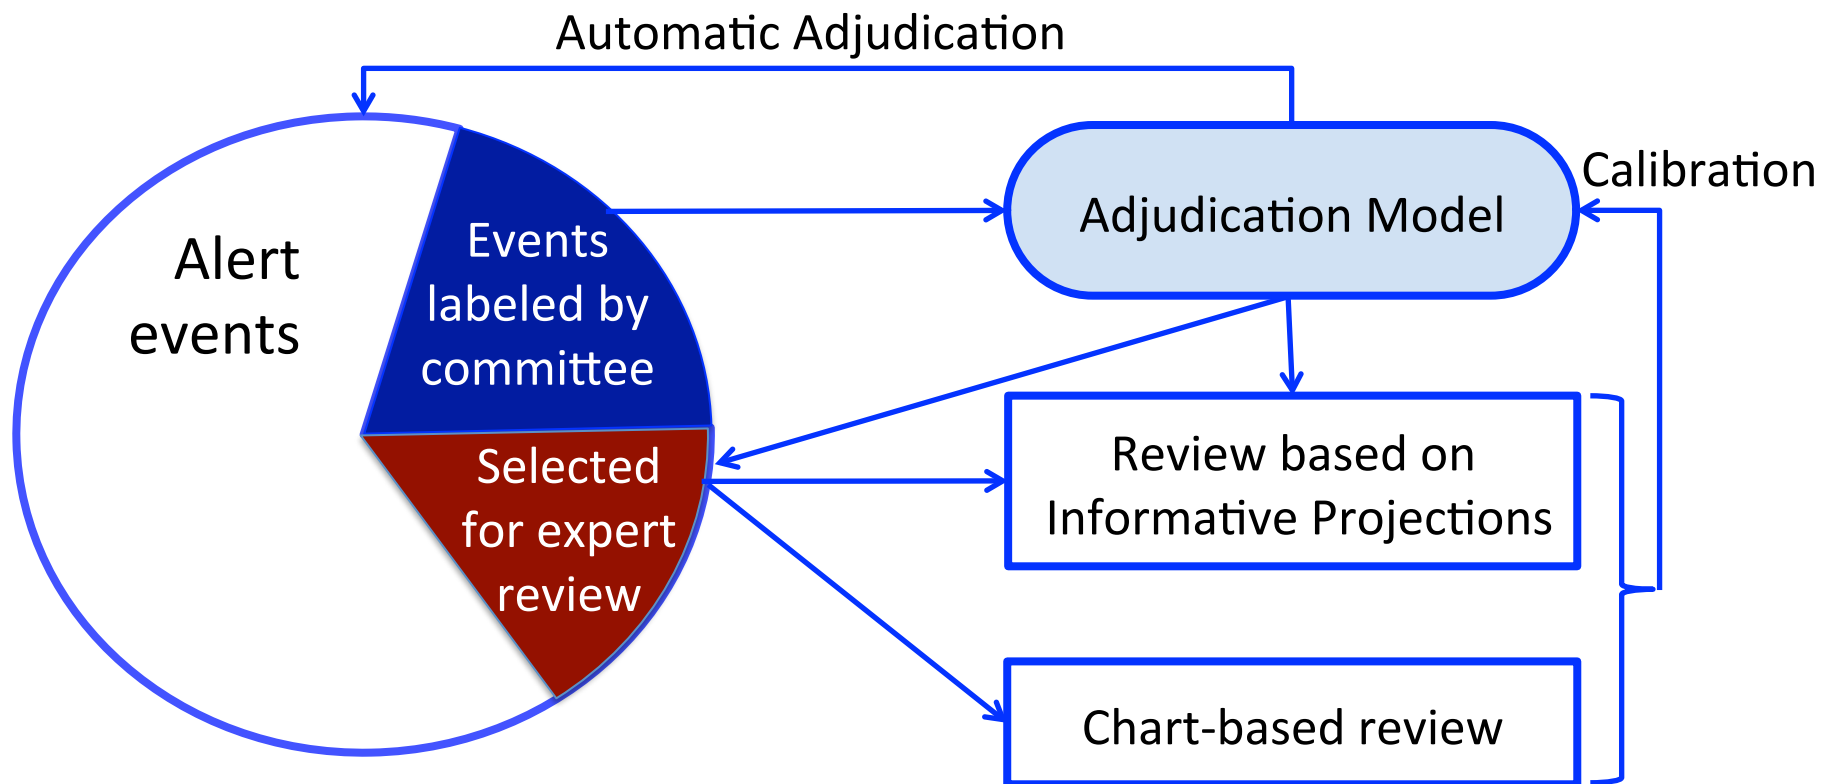 Automatic Adjudication
Alert
events
Events
labeled by
committee
Selected
for expert
review
Adjudication Model
Calibration
Review based on
Informative Projections
Chart-based review